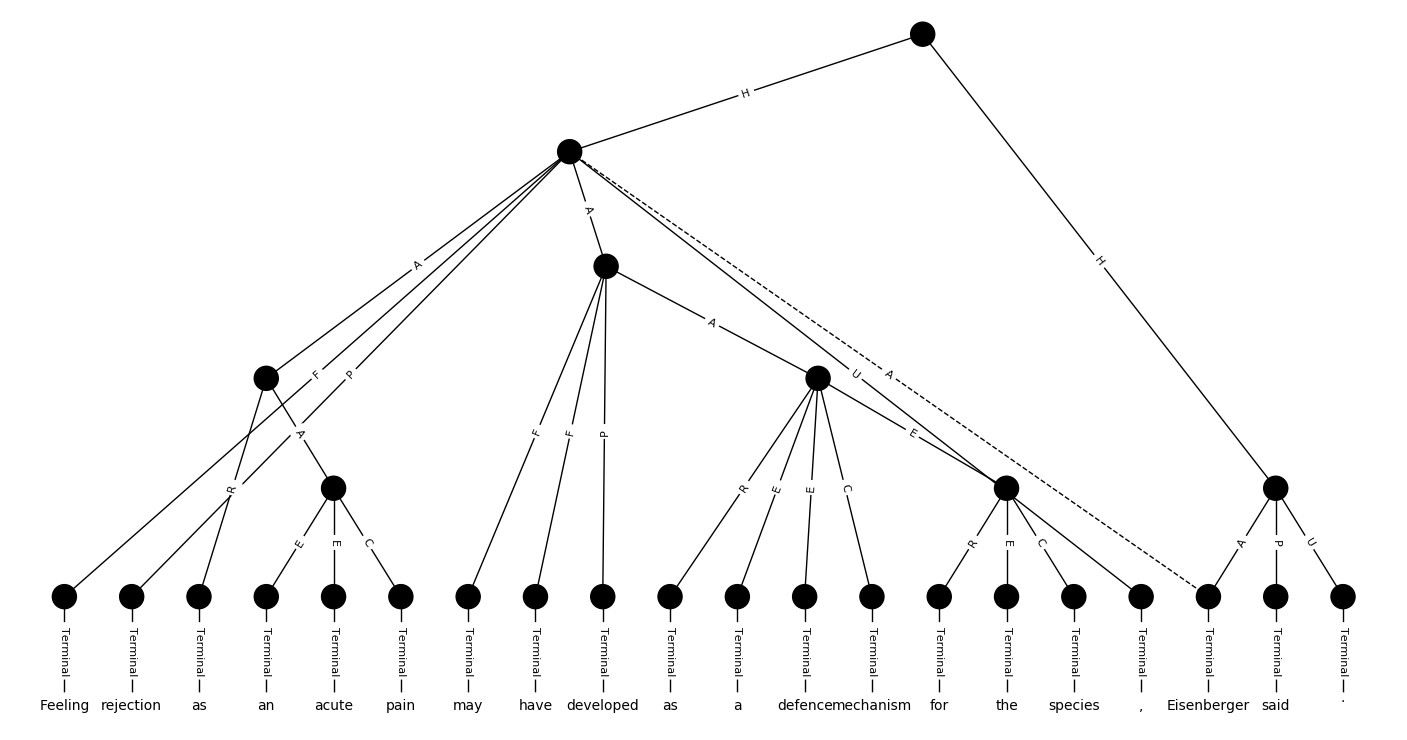 H
A
H
A
A
F
P
U
A
A
E
F
F
P
R
E
E
C
R
E
E
C
R
E
C
A
P
U
Terminal Terminal Terminal Terminal Terminal Terminal Terminal Terminal Terminal Terminal Terminal Terminal Terminal Terminal Terminal Terminal Terminal Terminal Terminal Terminal
Feeling rejection as an acute pain may have developed as a defence mechanism for the species , Eisenberger said .